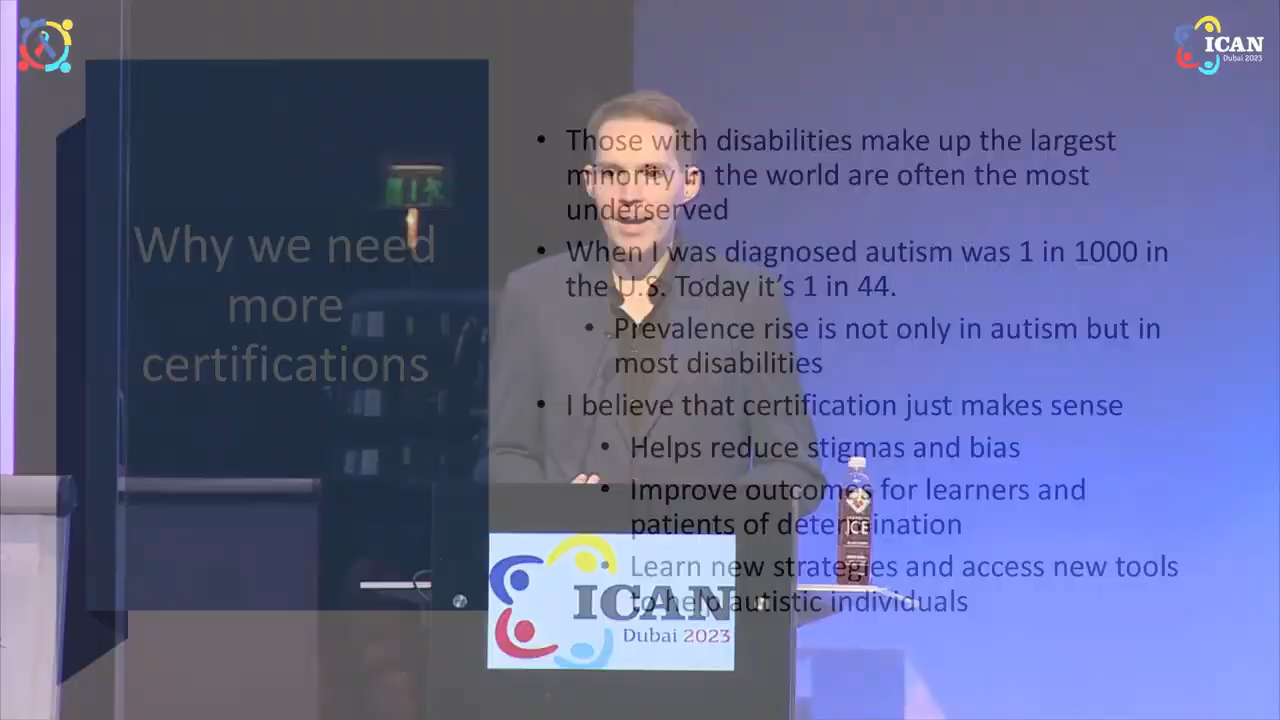 ICAN
Dubai 2023
Why we need
more
certifications
• Those with disabilities make up the largest
minority in the world are often the most
underserved
• When I was diagnosed autism was 1 in 1000 in
the U.S. Today it’s 1 in 44.
• Prevalence rise is not only in autism but in
most disabilities
• I believe that certification just makes sense
• Helps reduce stigmas and bias
• Improve outcomes for learners and
patients of determination
• Learn new strategies and access new tools
to help autistic individuals
ICE
ICAN
Dubai 2023